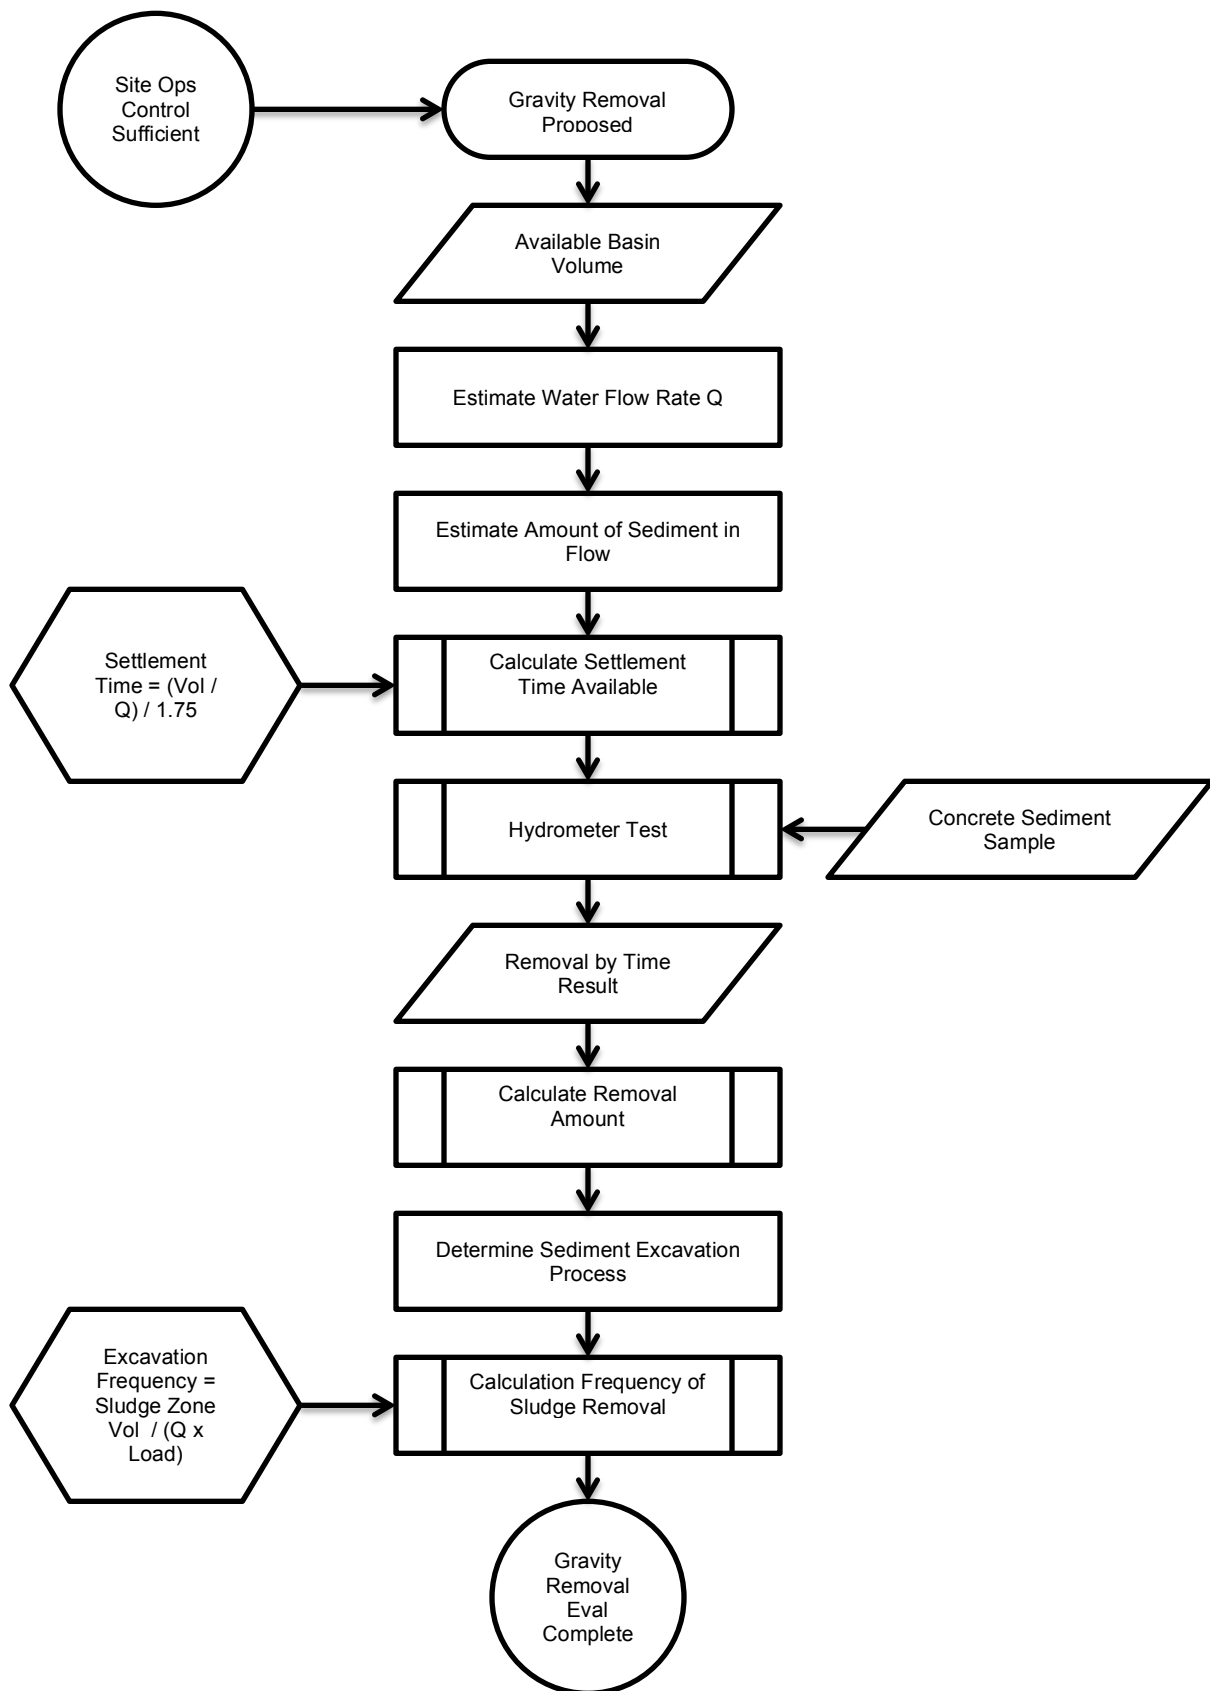 Site Ops
Control
Sufficient
Gravity Removal
Proposed
Available Basin
Volume
Estimate Water Flow Rate Q
Estimate Amount of Sediment in
Flow
Settlement
Time = (Vol /
Q) / 1.75
Calculate Settlement
Time Available
Hydrometer Test
Concrete Sediment
Sample
Removal by Time
Result
Calculate Removal
Amount
Determine Sediment Excavation
Process
Excavation
Frequency =
Sludge Zone
Vol / (Q x
Load)
Calculation Frequency of
Sludge Removal
Gravity
Removal
Eval
Complete